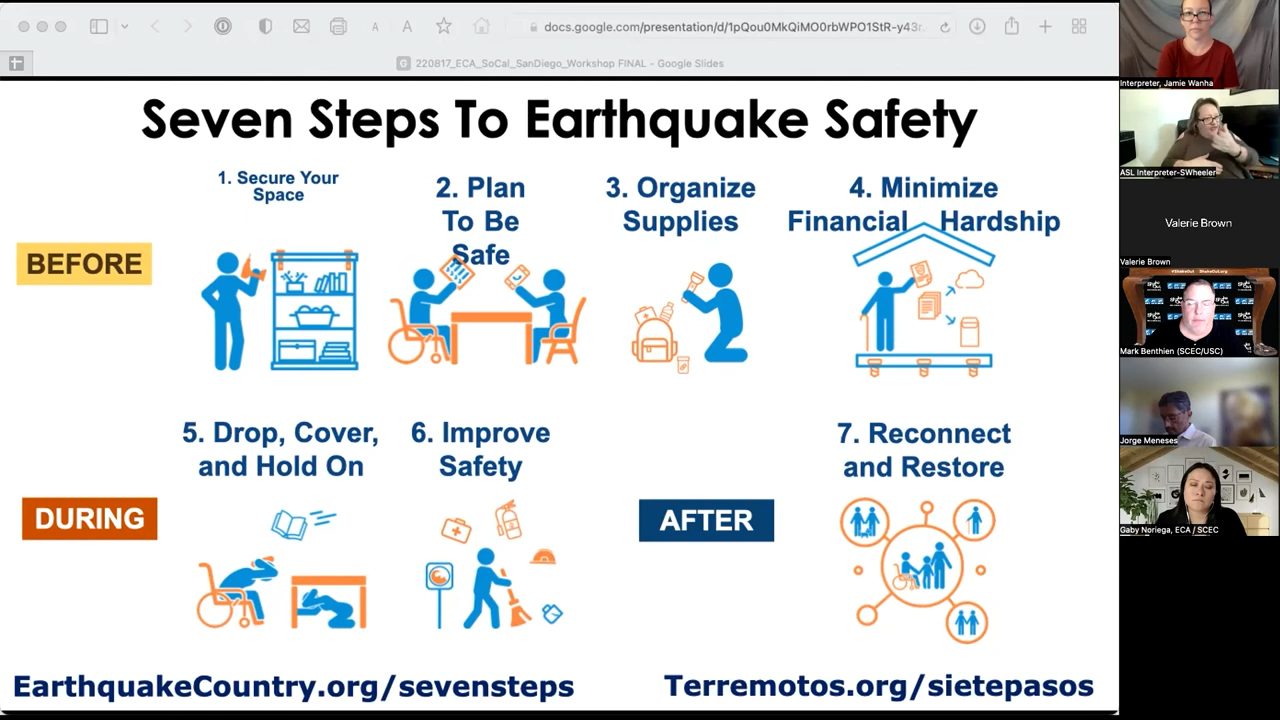 docs.google.com/presentation/d/1pQou0MkQiMO0rbWPO1StR-y43r
220817_ECA_SoCal_SanDiego_Workshop FINAL - Google Slides
Seven Steps To Earthquake Safety
1. Secure Your
Space
2. Plan
To Be
Safe
3. Organize
Supplies
4. Minimize
Financial Hardship
BEFORE
5. Drop, Cover,
and Hold On
6. Improve
Safety
7. Reconnect
and Restore
DURING
AFTER
EarthquakeCountry.org/sevensteps
Terremotos.org/sietepasos
Interpreter, Jamie Wanha
ASL Interpreter-SWheeler
Valerie Brown
Valerie Brown
Mark Benthien (SCEC/USC)
Jorge Meneses
Gaby Noriega, ECA / SCEC